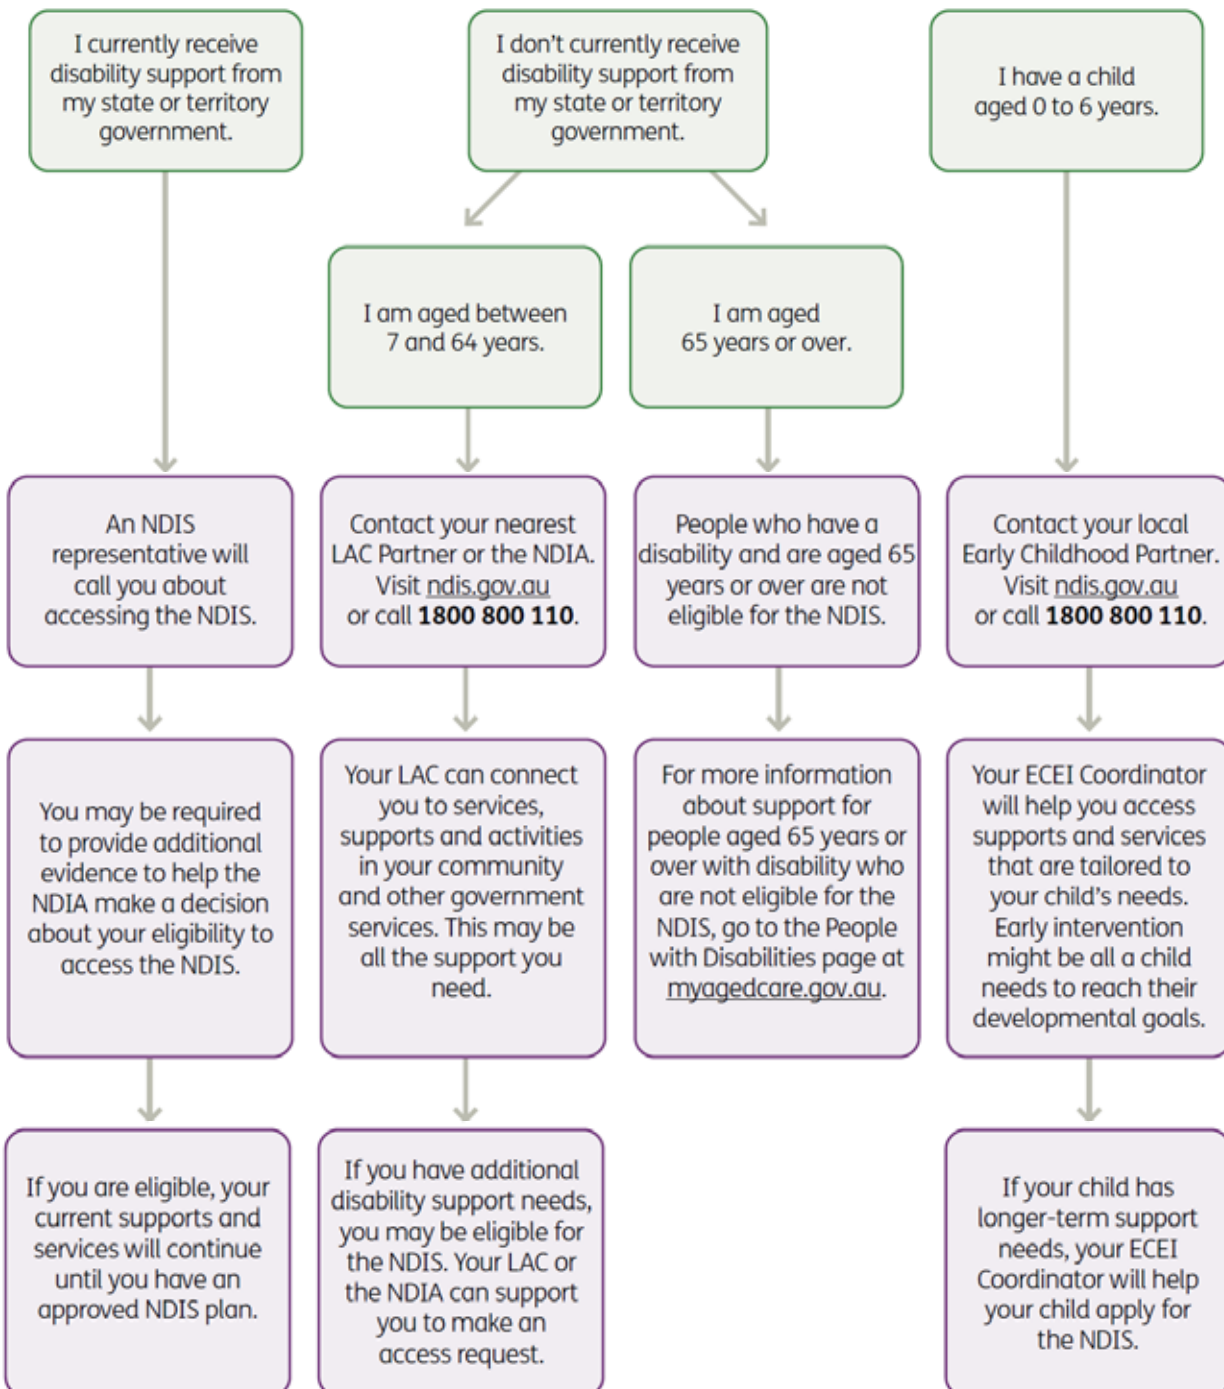 I currently receive
disability support from
my state or territory
government.
I don't currently receive
disability support from
my state or territory
government.
I have a child
aged 0 to 6 years.
I am aged between
7 and 64 years.
I am aged
65 years or over.
An NDIS
representative will
call you about
accessing the NDIS.
Contact your nearest
LAC Partner or the NDIA.
Visit ndis.gov.au
or call 1800 800 110.
People who have a
disability and are aged 65
years or over are not
eligible for the NDIS.
Contact your local
Early Childhood Partner.
Visit ndis.gov.au
or call 1800 800 110.
You may be required
to provide additional
evidence to help the
NDIA make a decision
about your eligibility to
access the NDIS.
Your LAC can connect
you to services,
supports and activities
in your community
and other government
services. This may be
all the support you
need.
For more information
about support for
people aged 65 years or
over with disability who
are not eligible for the
NDIS, go to the People
with Disabilities page at
myagedcare.gov.au.
Your ECEI Coordinator
will help you access
supports and services
that are tailored to
your child's needs.
Early intervention
might be all a child
needs to reach their
developmental goals.
If you are eligible, your
current supports and
services will continue
until you have an
approved NDIS plan.
If you have additional
disability support needs,
you may be eligible for
the NDIS. Your LAC or
the NDIA can support
you to make an
access request.
If your child has
longer-term support
needs, your ECEI
Coordinator will help
your child apply for
the NDIS.